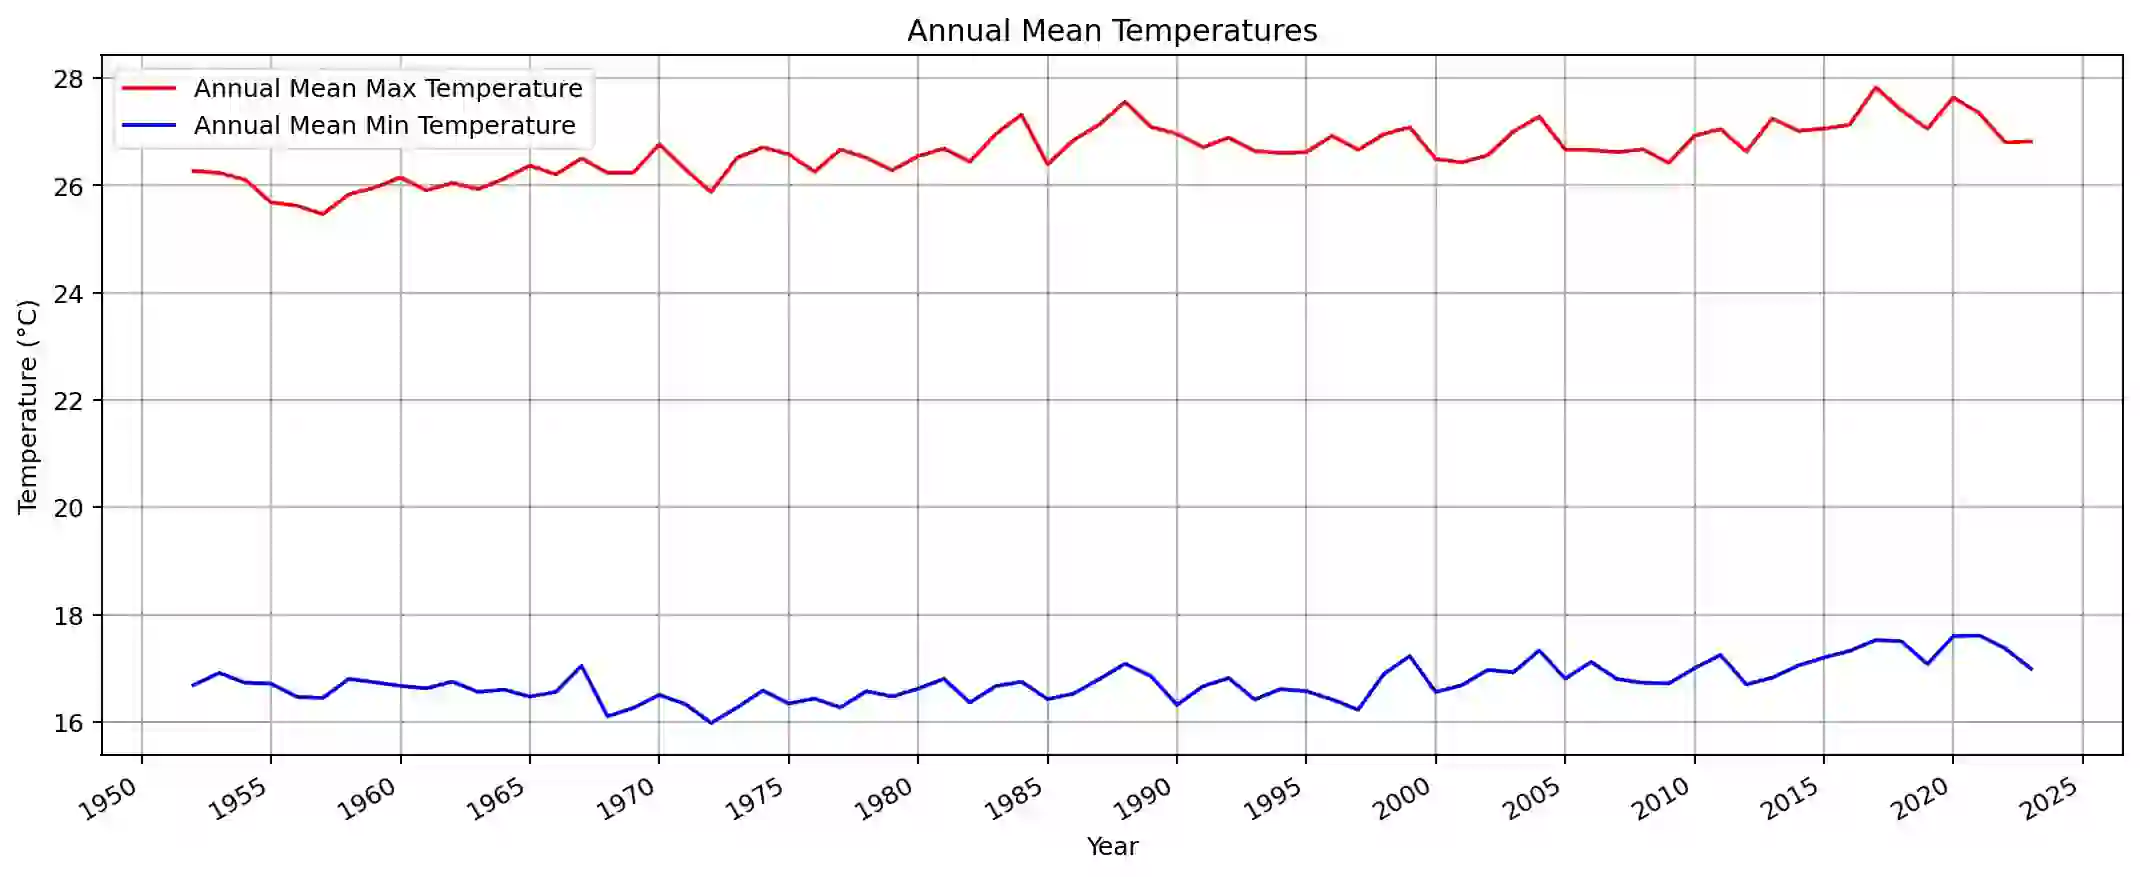 Annual Mean Temperatures
Annual Mean Max Temperature
Annual Mean Min Temperature
Temperature (°C)
28
26
24
22
20
18
16
1950 1955 1960 1965 1970 1975 1980 1985 1990 1995 2000 2005 2010 2015 2020 2025
Year